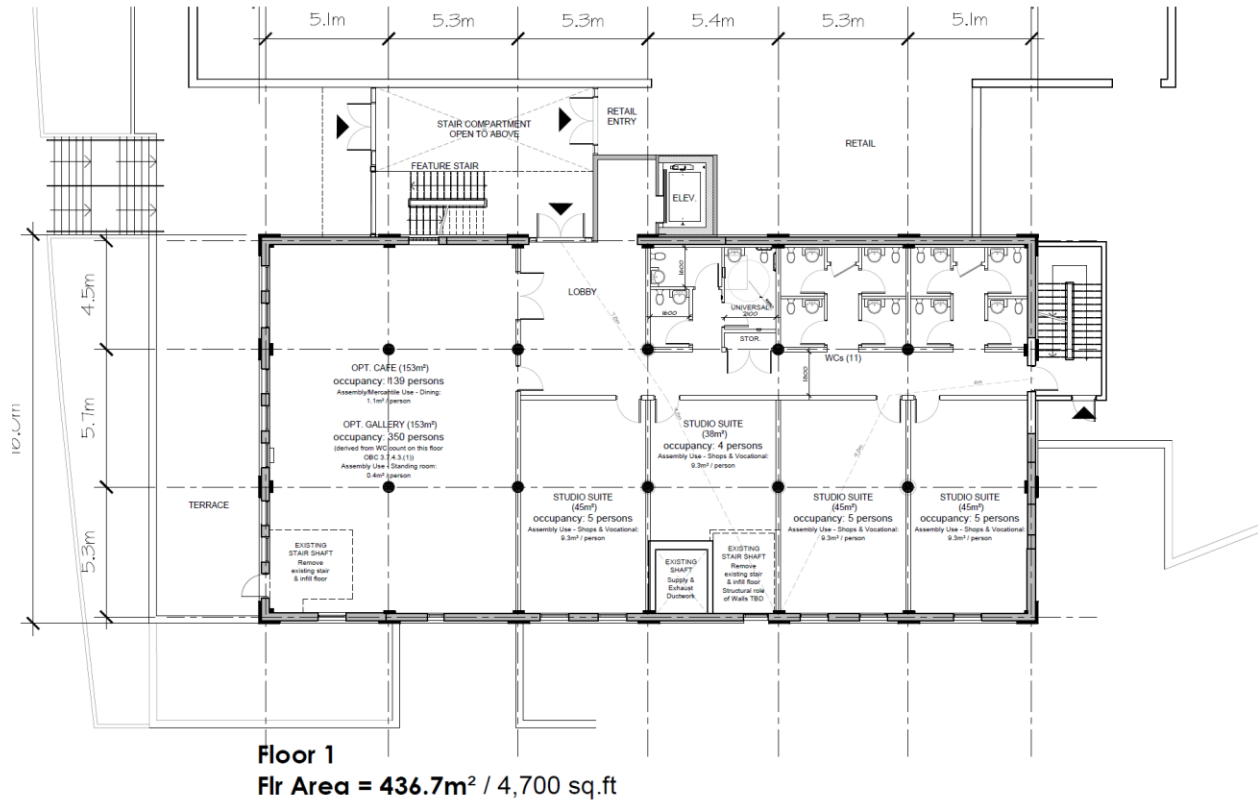 5.1m
5.3m
5.3m
5.4m
5.3m
5.1m
STAIR COMPARTMENT
OPEN TO ABOVE
RETAIL
ENTRY
RETAIL
FEATURE STAIR
ELEV.
16.0m
4.5m
5.7m
5.3m
LOBBY
1800
UNIVERSAL
1600
2100
STOR.
WCs (11)
1800
OPT. CAFE (153m²)
occupancy: 139 persons
Assembly/Mercantile Use - Dining:
1.1m² / person
OPT. GALLERY (153m²)
occupancy: 350 persons
(derived from WC count on this floor
OBC 3.7.4.3.(1))
Assembly Use - Standing room:
0.4m² / person
STUDIO SUITE
(38m²)
occupancy: 4 persons
Assembly Use - Shops & Vocational:
9.3m² / person
TERRACE
STUDIO SUITE
(45m²)
occupancy: 5 persons
Assembly Use - Shops & Vocational:
9.3m² / person
STUDIO SUITE
(45m²)
occupancy: 5 persons
Assembly Use - Shops & Vocational:
9.3m² / person
STUDIO SUITE
(45m²)
occupancy: 5 persons
Assembly Use - Shops & Vocational:
9.3m² / person
EXISTING
STAIR SHAFT
Remove
existing stair
& infill floor
EXISTING
SHAFT
Supply &
Exhaust
Ductwork
EXISTING
STAIR SHAFT
Remove
existing stair
& infill floor
Structural role
of Walls TBD
Floor 1
Flr Area = 436.7m² / 4,700 sq.ft